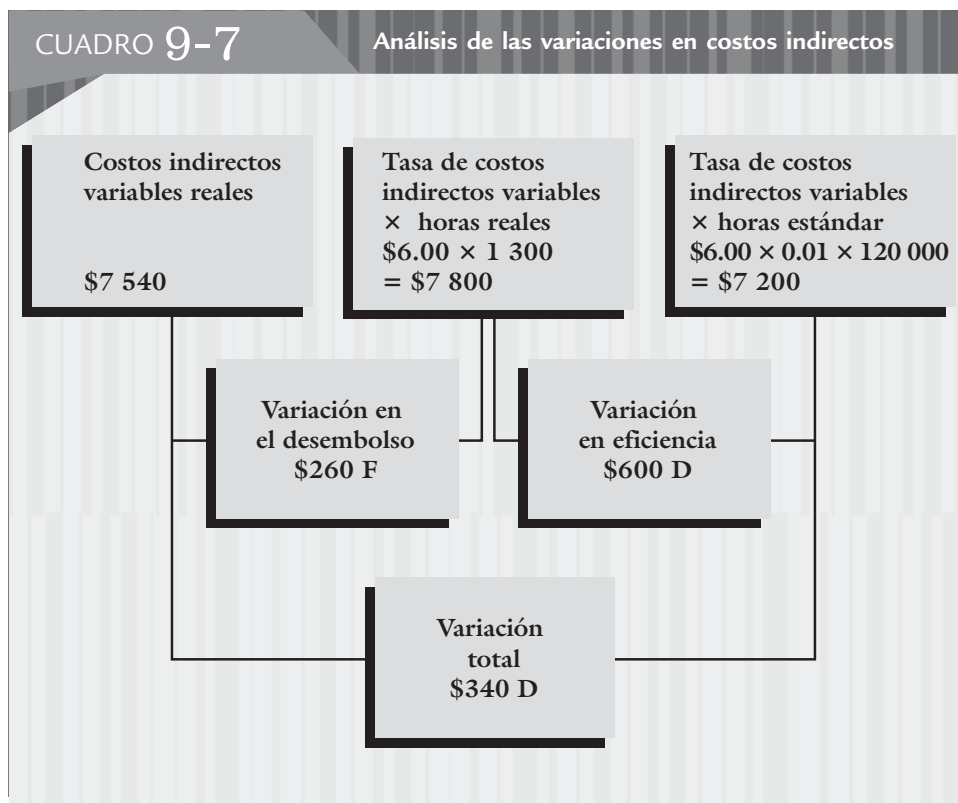 CUADRO 9-7
Análisis de las variaciones en costos indirectos
Costos indirectos
variables reales
$7 540
Tasa de costos
indirectos variables
× horas reales
$6.00 × 1 300
= $7 800
Tasa de costos
indirectos variables
× horas estándar
$6.00 × 0.01 × 120 000
= $7 200
Variación en
el desembolso
$260 F
Variación
en eficiencia
$600 D
Variación
total
$340 D